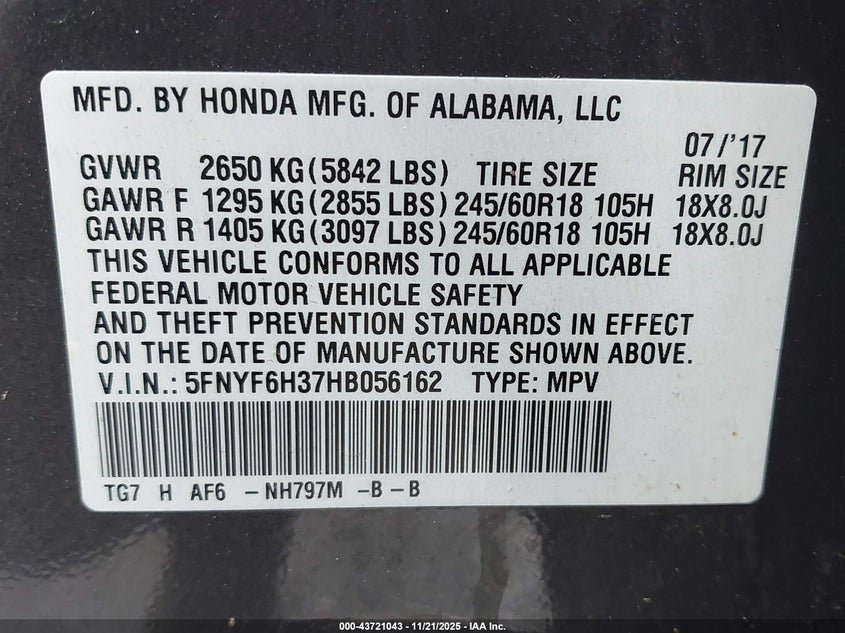 MFD. BY HONDA MFG. OF ALABAMA, LLC
07/'17
GVWR 2650 KG(5842 LBS) TIRE SIZE RIM SIZE
GAWR F 1295 KG(2855 LBS) 245/60R18 105H 18X8.0J
GAWR R 1405 KG(3097 LBS) 245/60R18 105H 18X8.0J
THIS VEHICLE CONFORMS TO ALL APPLICABLE
FEDERAL MOTOR VEHICLE SAFETY
AND THEFT PREVENTION STANDARDS IN EFFECT
ON THE DATE OF MANUFACTURE SHOWN ABOVE.
V.I.N.: 5FNYF6H37HB056162 TYPE: MPV
TG7 H AF6 -NH797M -B-B
000-43721043 - 11/21/2025 - IAA Inc.